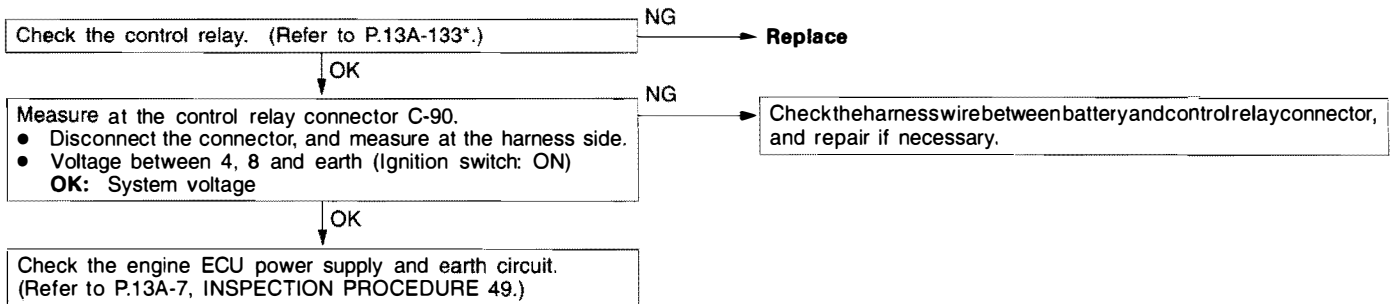 Check the control relay. (Refer to P.13A-133*.)
NG
Replace
OK
Measure at the control relay connector C-90.
● Disconnect the connector, and measure at the harness side.
● Voltage between 4, 8 and earth (Ignition switch: ON)
OK: System voltage
NG
Checktheharnesswirebetweenbatteryandcontrolrelayconnector,
and repair if necessary.
OK
Check the engine ECU power supply and earth circuit.
(Refer to P.13A-7, INSPECTION PROCEDURE 49.)